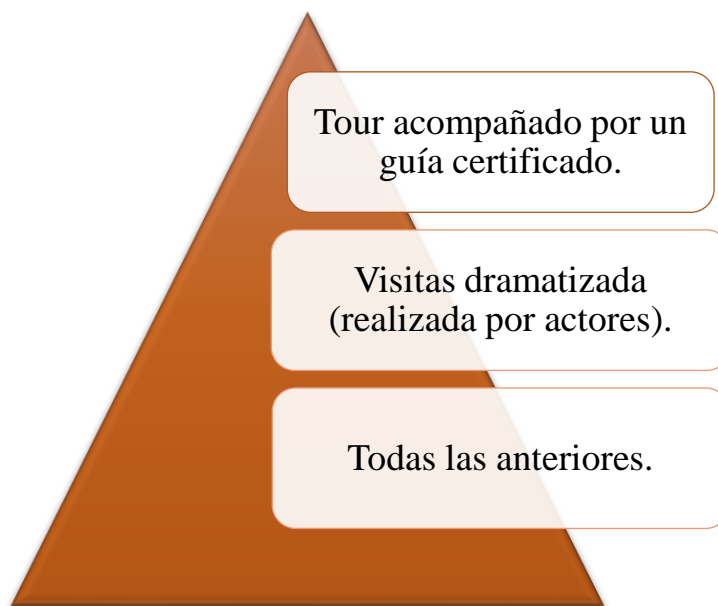 Tour acompañado por un
guía certificado.
Visitas dramatizada
(realizada por actores).
Todas las anteriores.